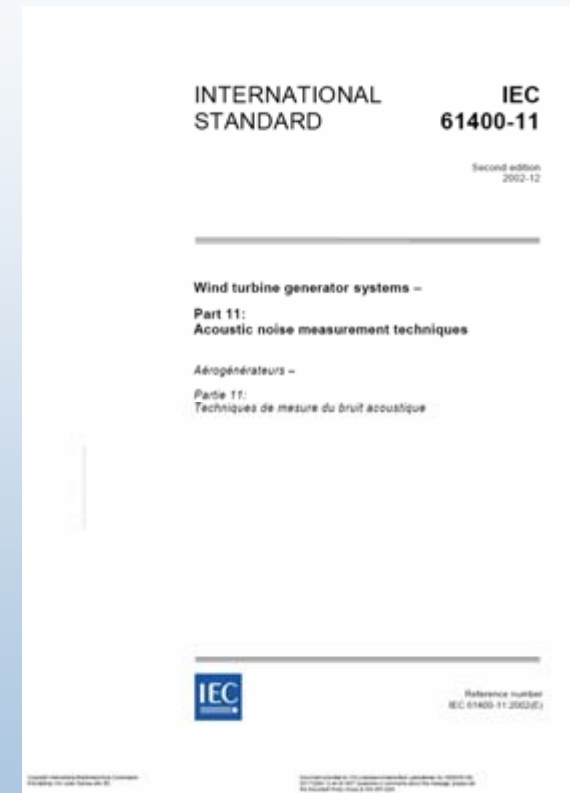 INTERNATIONAL
STANDARD
IEC
61400-11
Second edition
2002-12
Wind turbine generator systems –
Part 11:
Acoustic noise measurement techniques
Aérogénérateurs –
Partie 11:
Techniques de mesure du bruit acoustique
IEC
Reference number
IEC 61400-11:2002(E)